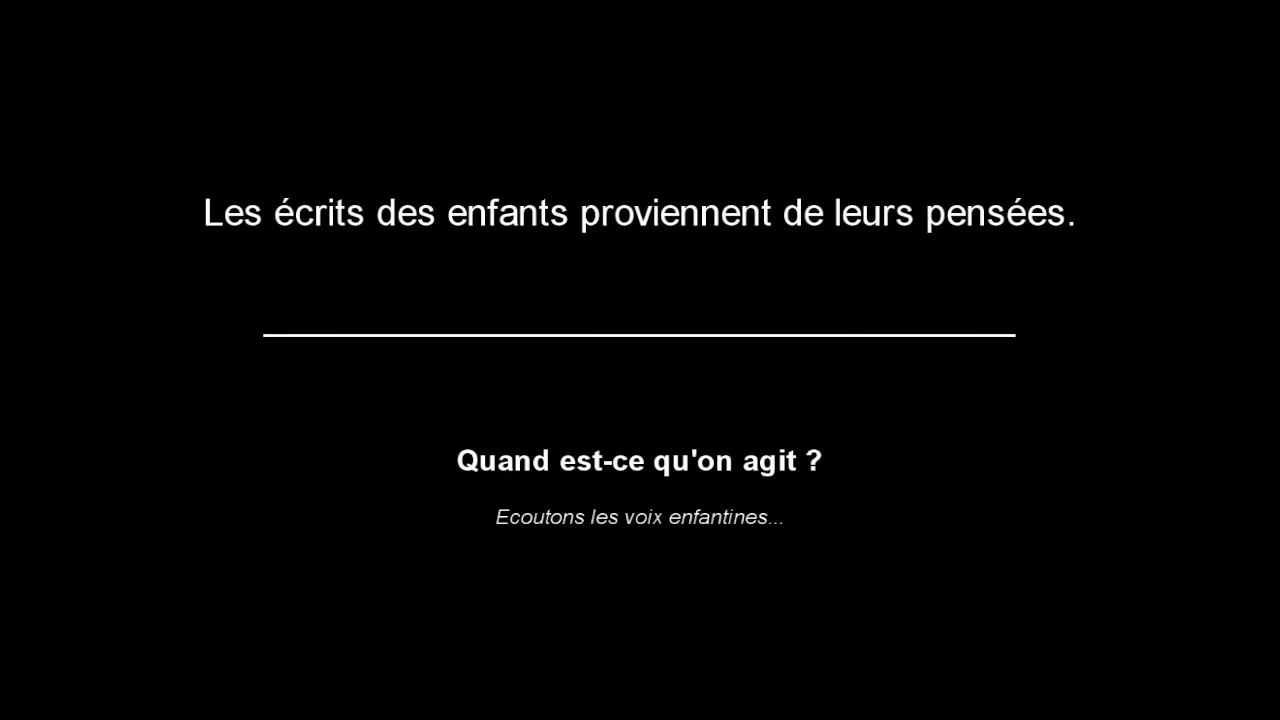 Les écrits des enfants proviennent de leurs pensées.
Quand est-ce qu'on agit ?
Ecoutons les voix enfantines...